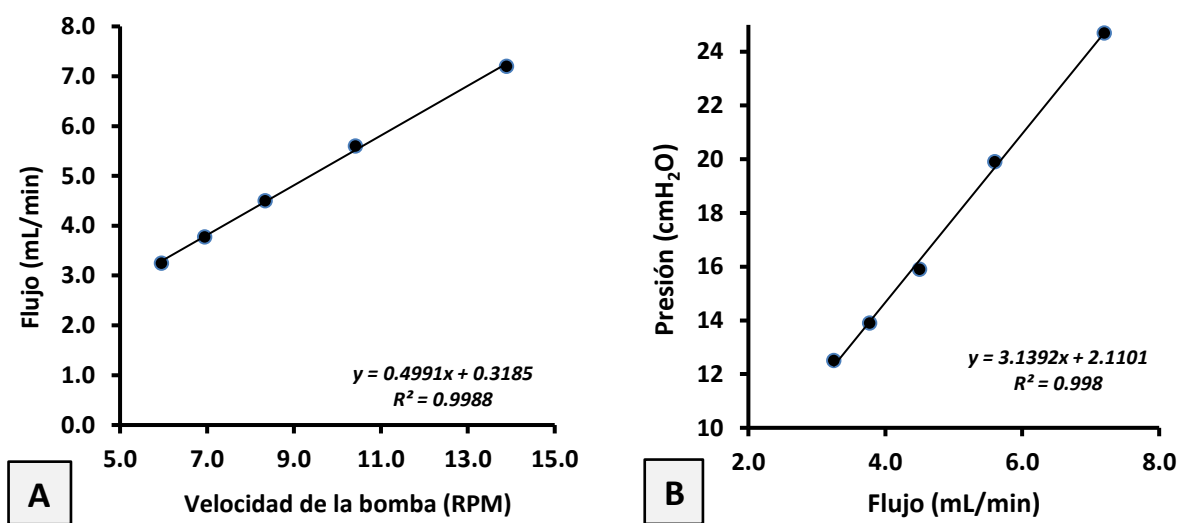 8.0
7.0
6.0
5.0
4.0
3.0
2.0
1.0
0.0
Flujo (mL/min)
y = 0.4991x + 0.3185
R² = 0.9988
5.0 7.0 9.0 11.0 13.0 15.0
A
Velocidad de la bomba (RPM)
24
22
20
18
16
14
12
10
Presión (cmH₂O)
y = 3.1392x + 2.1101
R² = 0.998
2.0 4.0 6.0 8.0
B
Flujo (mL/min)